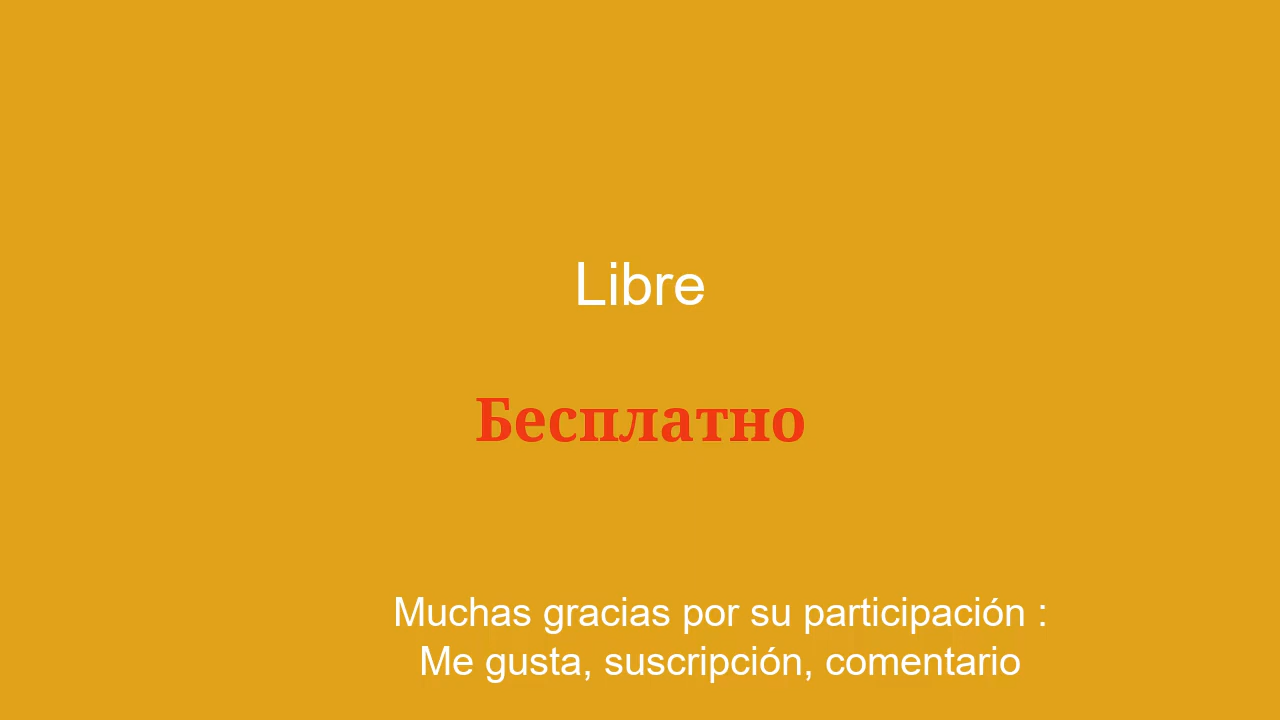 Libre
Бесплатно
Muchas gracias por su participación :
Me gusta, suscripción, comentario